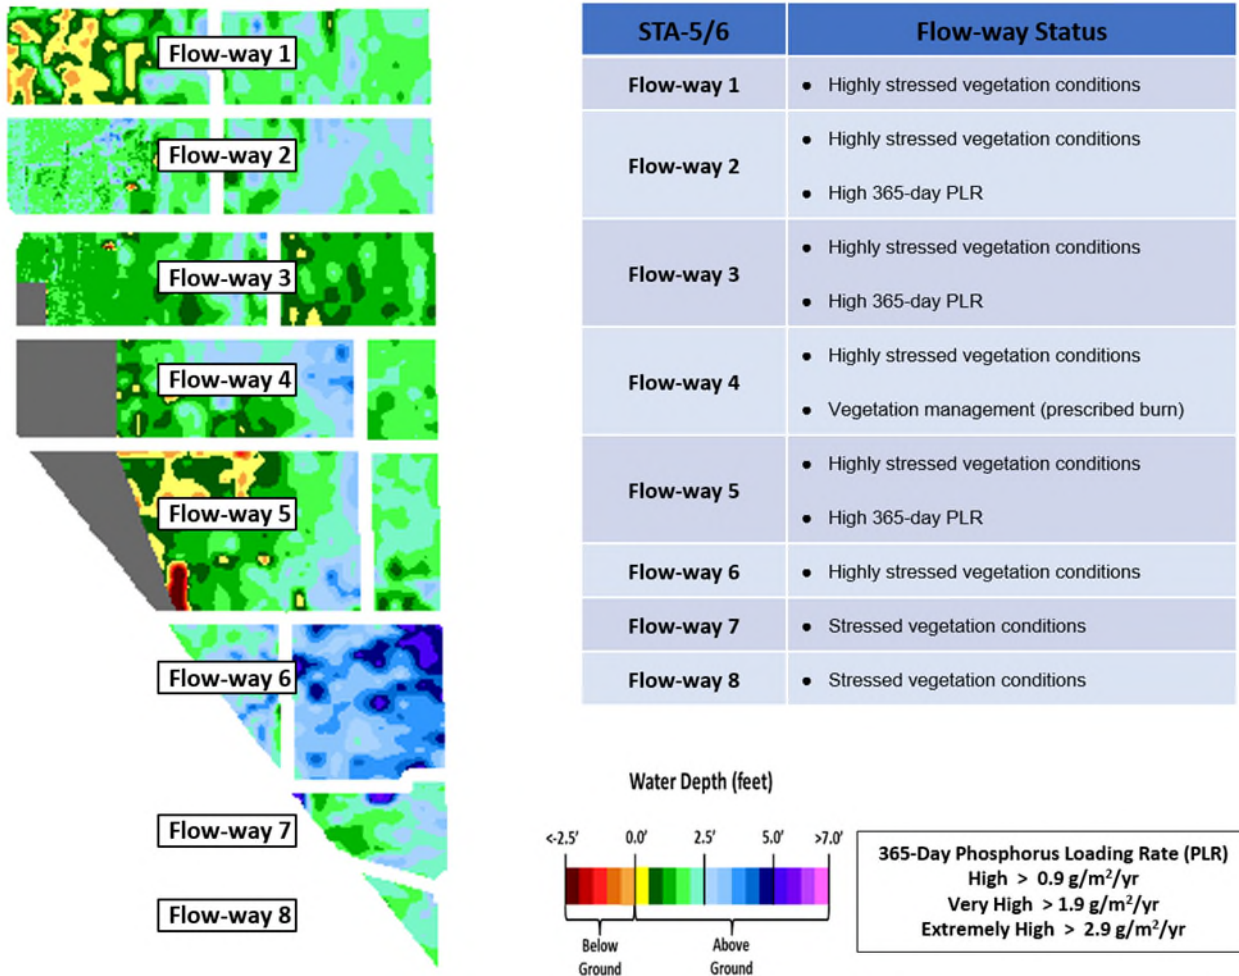 Flow-way 1
Flow-way 2
Flow-way 3
Flow-way 4
Flow-way 5
Flow-way 6
Flow-way 7
Flow-way 8
STA-5/6 Flow-way Status
Flow-way 1 • Highly stressed vegetation conditions
Flow-way 2 • Highly stressed vegetation conditions
• High 365-day PLR
Flow-way 3 • Highly stressed vegetation conditions
• High 365-day PLR
Flow-way 4 • Highly stressed vegetation conditions
• Vegetation management (prescribed burn)
Flow-way 5 • Highly stressed vegetation conditions
• High 365-day PLR
Flow-way 6 • Highly stressed vegetation conditions
Flow-way 7 • Stressed vegetation conditions
Flow-way 8 • Stressed vegetation conditions
Water Depth (feet)
<-2.5' 0.0' 2.5' 5.0' >7.0'
Below Above
Ground Ground
365-Day Phosphorus Loading Rate (PLR)
High > 0.9 g/m²/yr
Very High > 1.9 g/m²/yr
Extremely High > 2.9 g/m²/yr